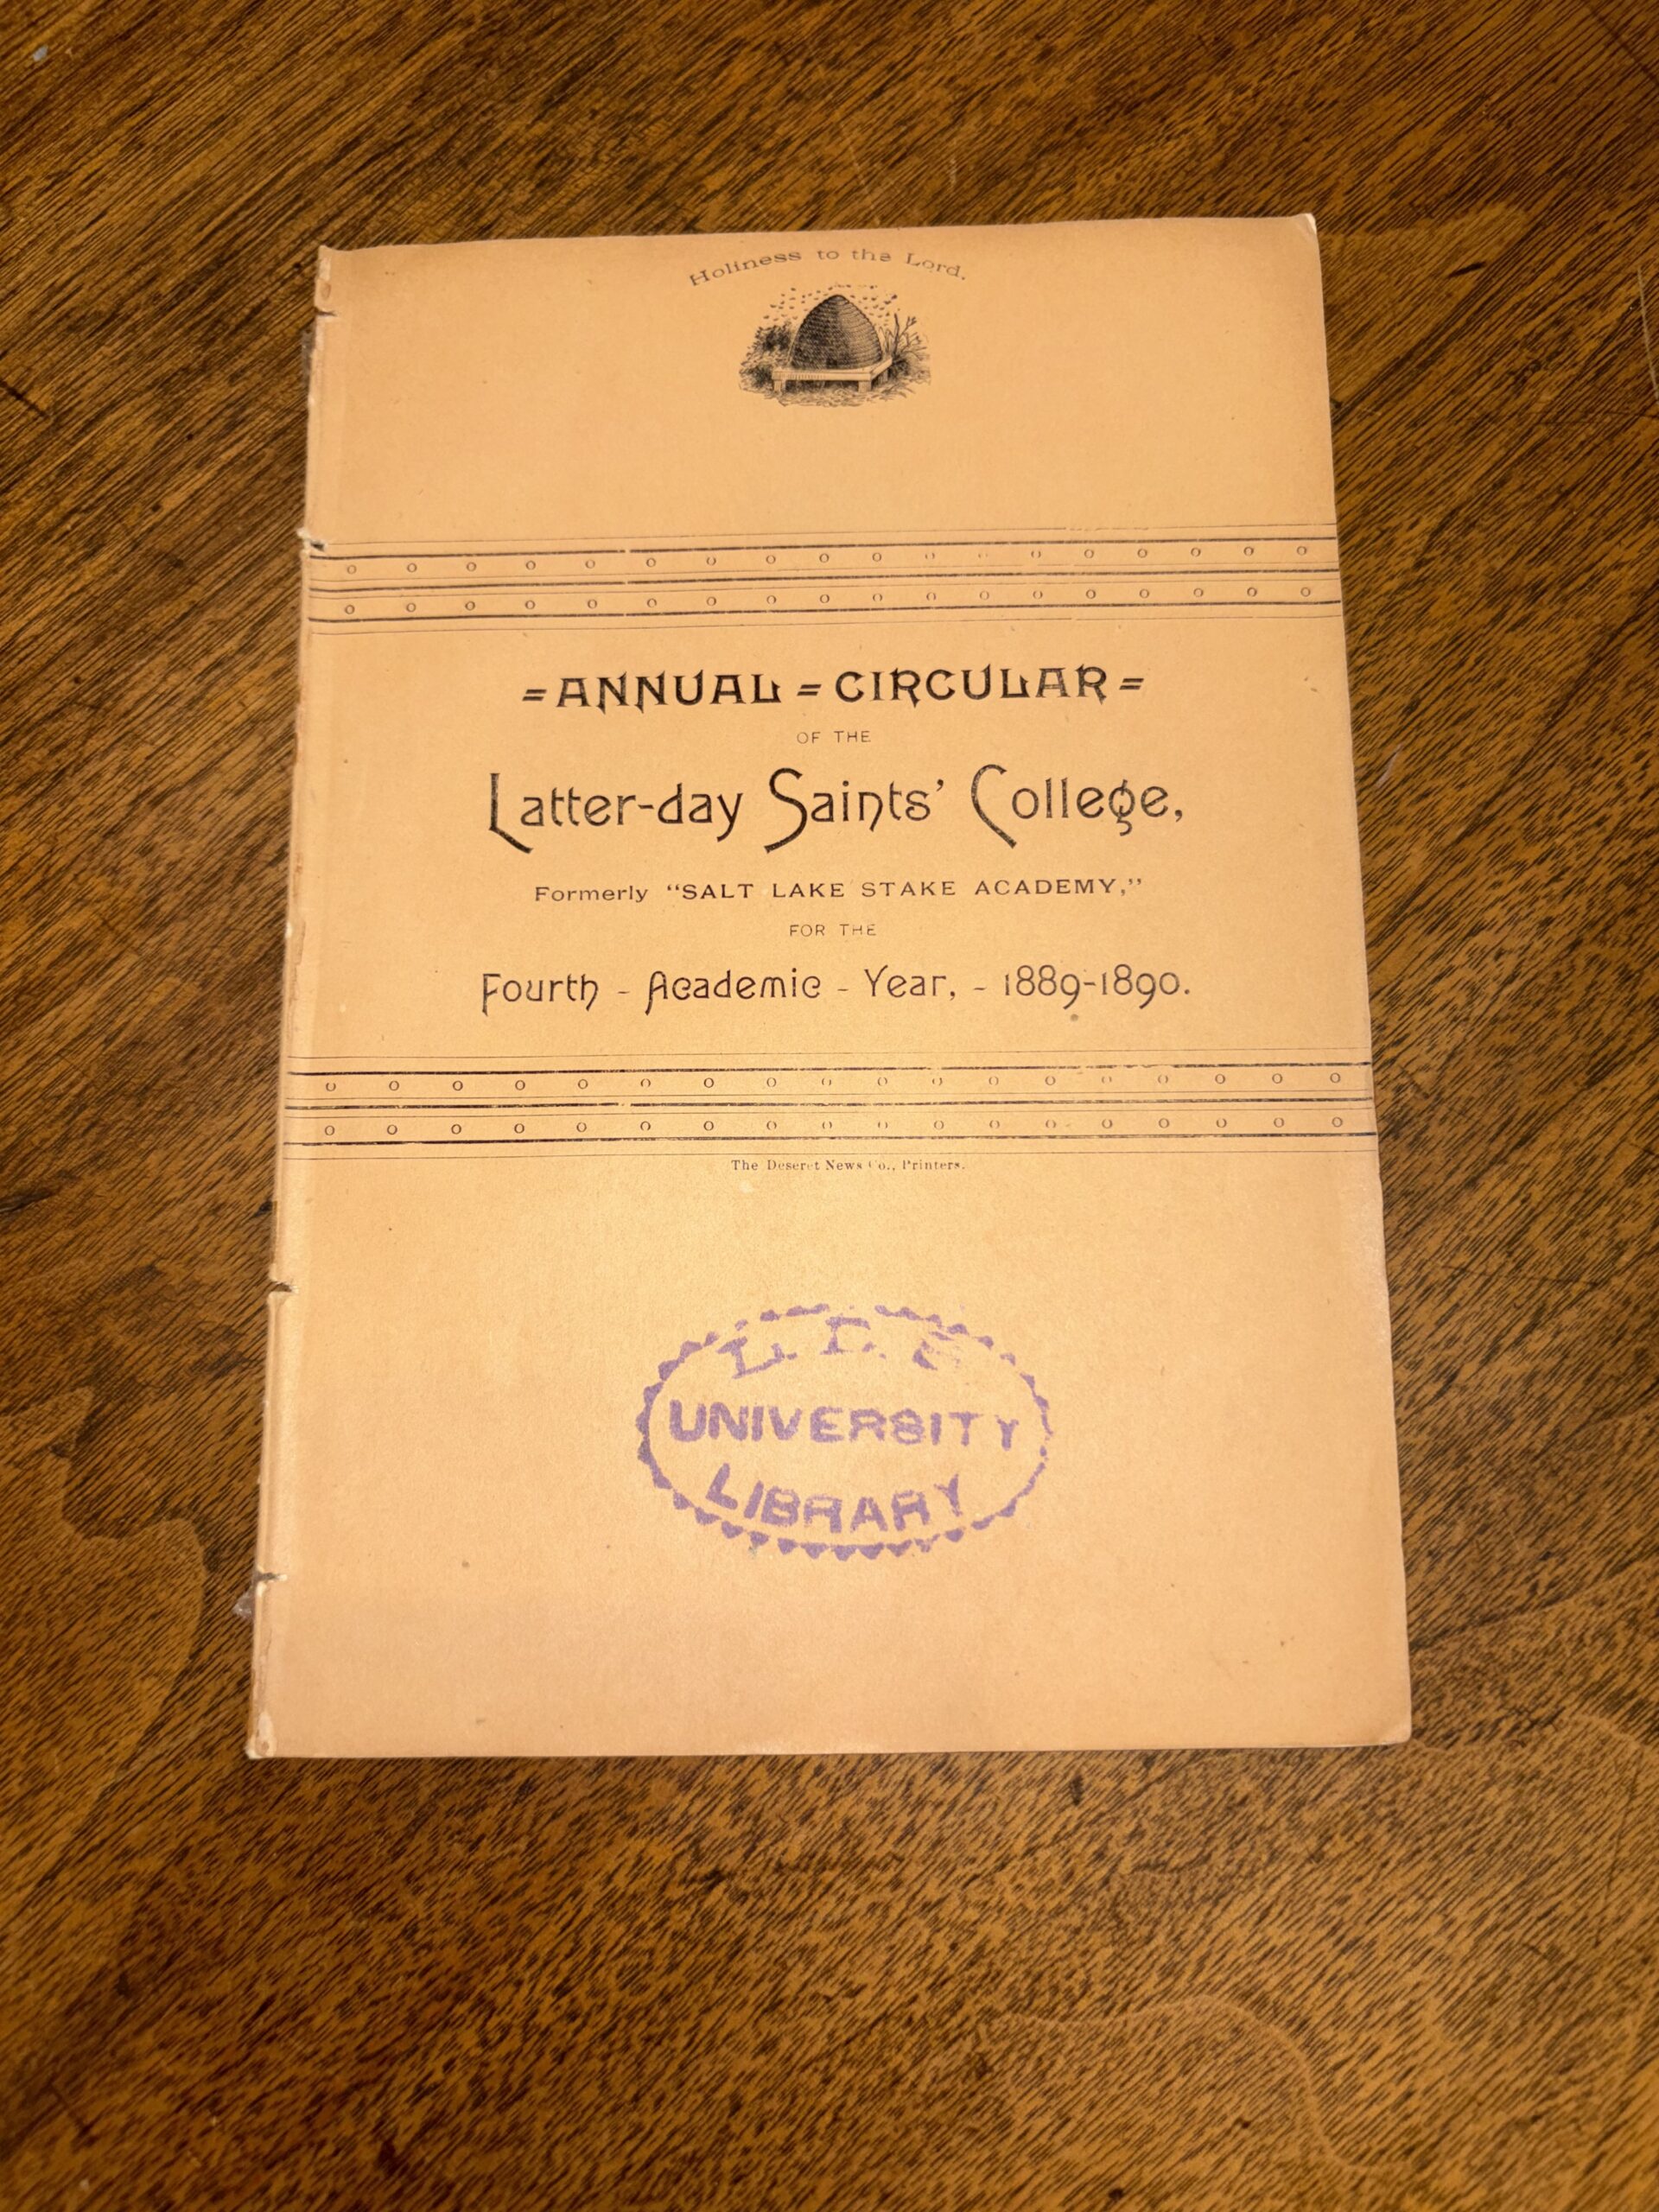 Holiness to the Lord.
=ANNUAL=CIRCULAR=
OF THE
Latter-day Saints' College,
Formerly “SALT LAKE STAKE ACADEMY,”
FOR THE
Fourth - Academic - Year, - 1889-1890.
The Deseret News Co., Printers.
L. D. S.
UNIVERSITY
LIBRARY